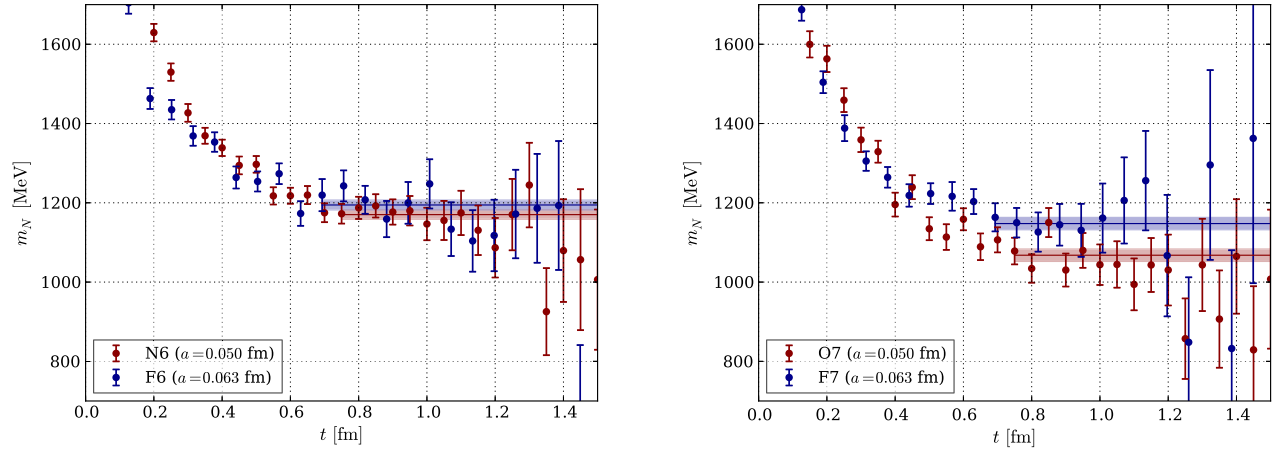 1600
1400
1200
1000
800
m_N [MeV]
0.0 0.2 0.4 0.6 0.8 1.0 1.2 1.4
t [fm]
N6 (a=0.050 fm)
F6 (a=0.063 fm)
1600
1400
1200
1000
800
m_N [MeV]
0.0 0.2 0.4 0.6 0.8 1.0 1.2 1.4
t [fm]
O7 (a=0.050 fm)
F7 (a=0.063 fm)